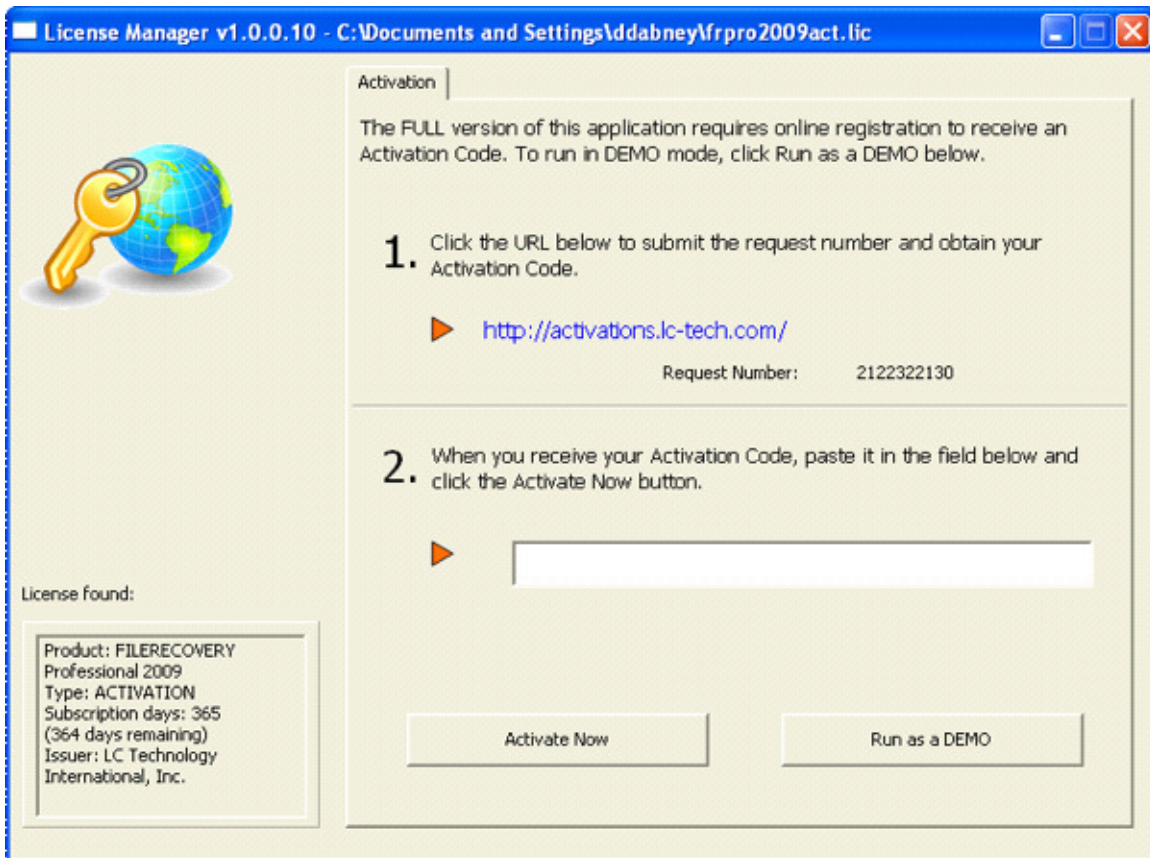 License Manager v1.0.0.10 - C:\Documents and Settings\ddabney\frpro2009act.lic
Activation
The FULL version of this application requires online registration to receive an
Activation Code. To run in DEMO mode, click Run as a DEMO below.
1. Click the URL below to submit the request number and obtain your
Activation Code.
http://activations.lc-tech.com/
Request Number: 2122322130
2. When you receive your Activation Code, paste it in the field below and
click the Activate Now button.
License found:
Product: FILERECOVERY
Professional 2009
Type: ACTIVATION
Subscription days: 365
(364 days remaining)
Issuer: LC Technology
International, Inc.
Activate Now
Run as a DEMO